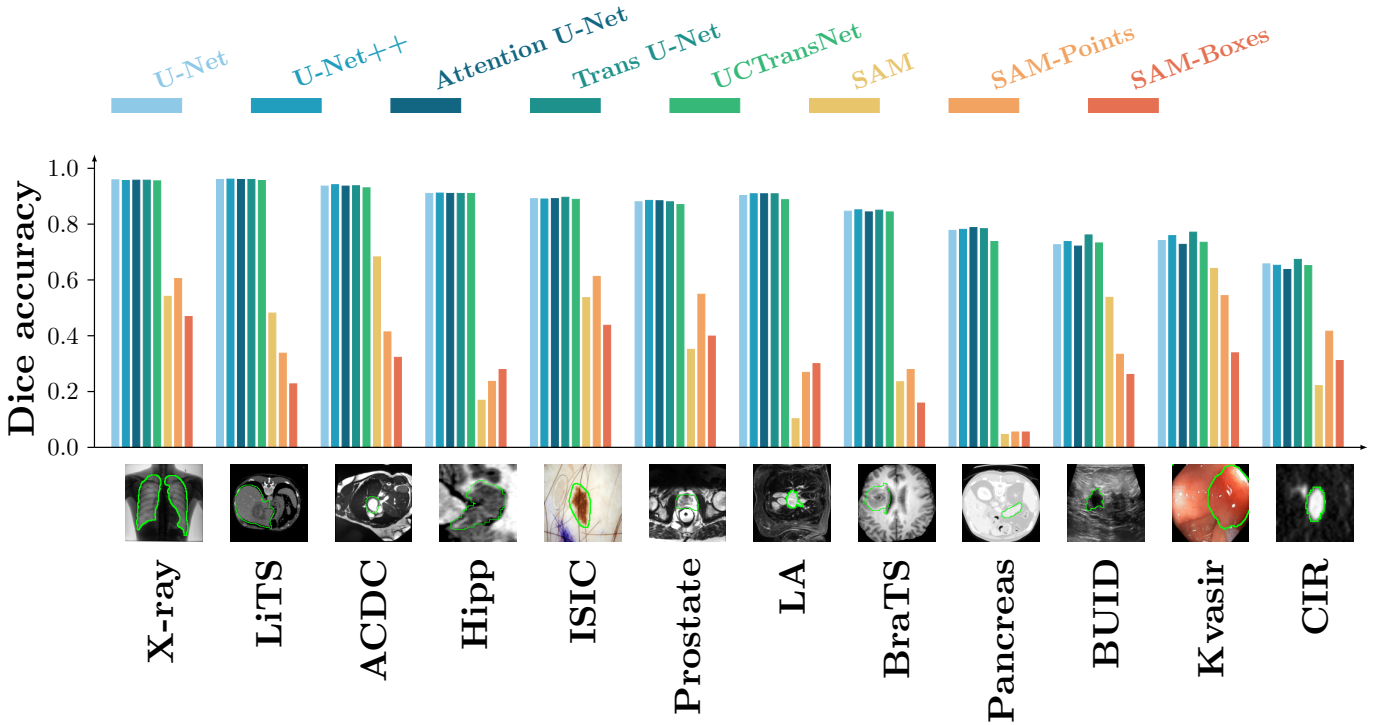 U-Net
U-Net++
Attention U-Net
Trans U-Net
UCTransNet
SAM
SAM-Points
SAM-Boxes
Dice accuracy
1.0
0.8
0.6
0.4
0.2
0.0
X-ray
LiTS
ACDC
Hipp
ISIC
Prostate
LA
BraTS
Pancreas
BUID
Kvasir
CIR